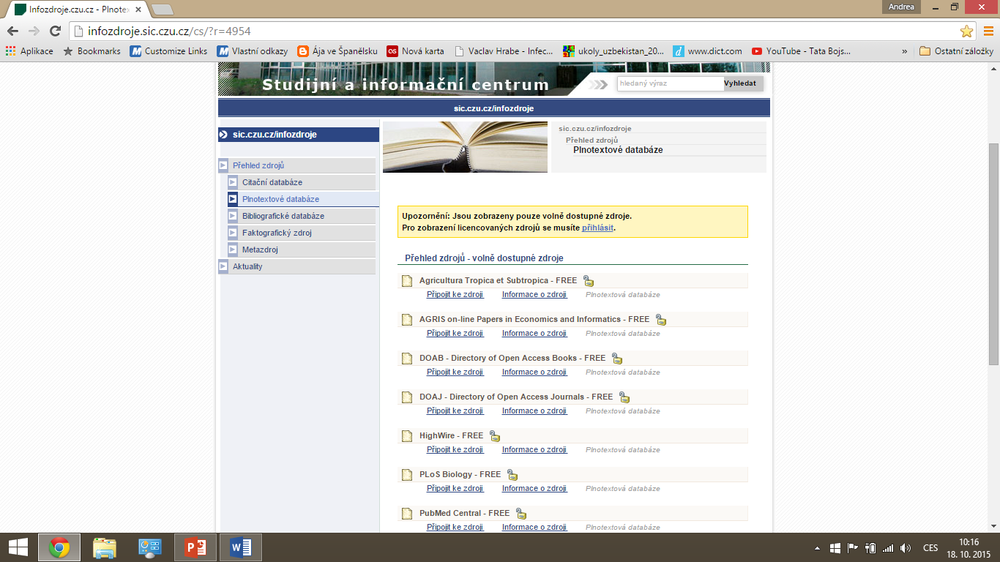 Infozdroje.czu.cz - Plnote
Andrea
infozdroje.sic.czu.cz/cs/?r=4954
Aplikace Bookmarks Customize Links Vlastní odkazy Ája ve Španělsku Nová karta Vaclav Hrabe - Infec... ukoly_uzbekistan_20... www.dict.com YouTube - Tata Bojs... » Ostatní záložky
Studijní a informační centrum
hledaný výraz Vyhledat
sic.czu.cz/infozdroje
sic.czu.cz/infozdroje
Přehled zdrojů
Citační databáze
Plnotextové databáze
Bibliografické databáze
Faktografický zdroj
Metazdroj
Aktuality
sic.czu.cz/infozdroje
Přehled zdrojů
Plnotextové databáze
Upozornění: Jsou zobrazeny pouze volně dostupné zdroje.
Pro zobrazení licencovaných zdrojů se musíte přihlásit.
Přehled zdrojů - volně dostupné zdroje
Agricultura Tropica et Subtropica - FREE
Připojit ke zdroji Informace o zdroji Plnotextová databáze
AGRIS on-line Papers in Economics and Informatics - FREE
Připojit ke zdroji Informace o zdroji Plnotextová databáze
DOAB - Directory of Open Access Books - FREE
Připojit ke zdroji Informace o zdroji Plnotextová databáze
DOAJ - Directory of Open Access Journals - FREE
Připojit ke zdroji Informace o zdroji Plnotextová databáze
HighWire - FREE
Připojit ke zdroji Informace o zdroji Plnotextová databáze
PLoS Biology - FREE
Připojit ke zdroji Informace o zdroji Plnotextová databáze
PubMed Central - FREE
Připojit ke zdroji Informace o zdroji Plnotextová databáze
CES
10:16
18. 10. 2015